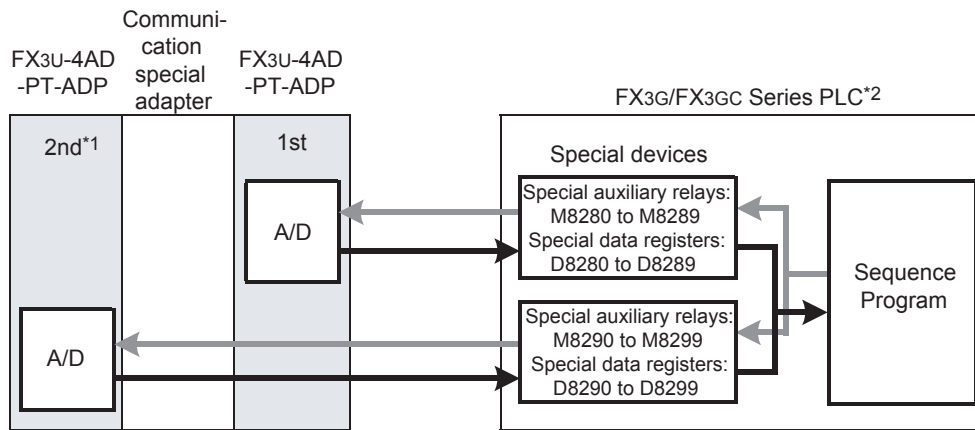 Communi-
cation
special
adapter
FX3U-4AD
-PT-ADP
FX3U-4AD
-PT-ADP
FX3G/FX3GC Series PLC*2
2nd*1
1st
Special devices
A/D
Special auxiliary relays:
M8280 to M8289
Special data registers:
D8280 to D8289
Sequence
Program
A/D
Special auxiliary relays:
M8290 to M8299
Special data registers:
D8290 to D8299